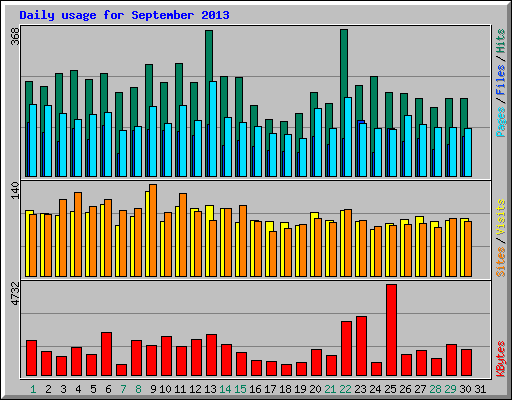 Daily usage for September 2013
368
Pages / Files / Hits
140
Sites / Visits
4732
KBytes
1 2 3 4 5 6 7 8 9 10 11 12 13 14 15 16 17 18 19 20 21 22 23 24 25 26 27 28 29 30 31